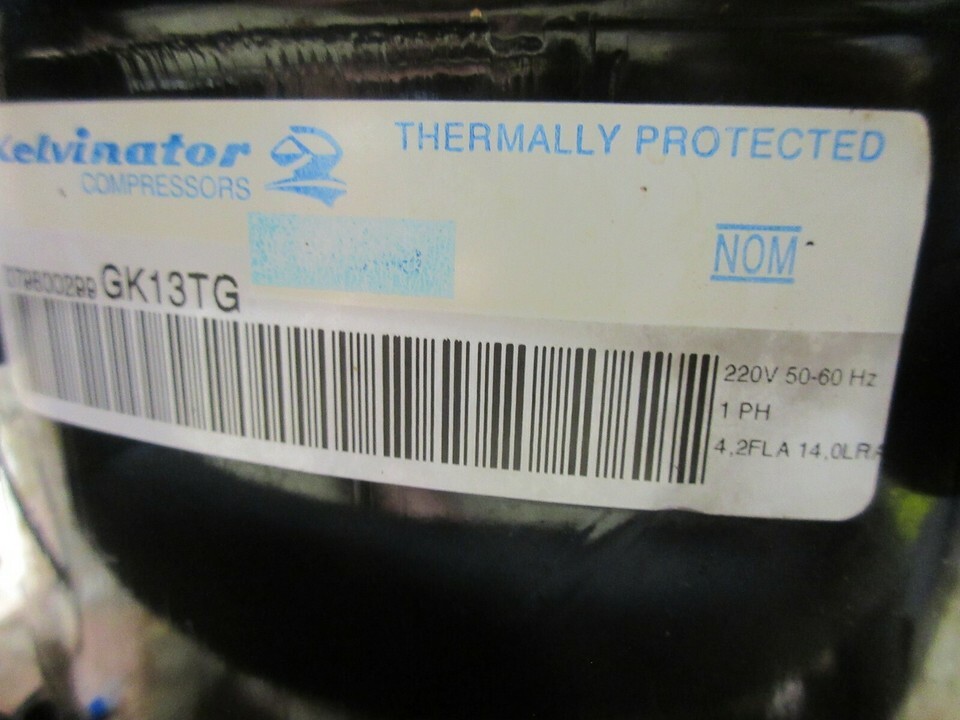 Kelvinator
COMPRESSORS
THERMALLY PROTECTED
NOM
GK13TG
220V 50-60 Hz
1 PH
4,2FLA 14,0LRA